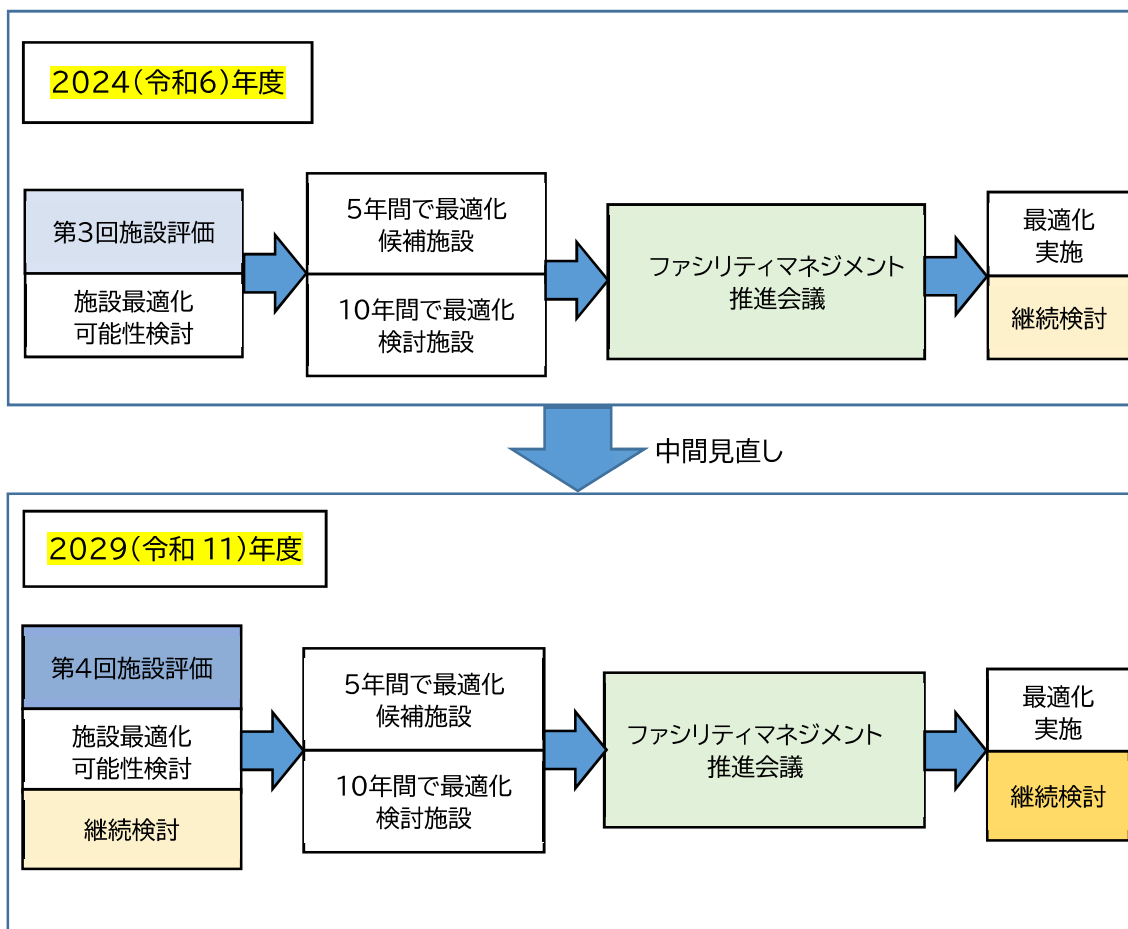 2024（令和6）年度
第3回施設評価
施設最適化
可能性検討
5年間で最適化
候補施設
10年間で最適化
検討施設
ファシリティマネジメント
推進会議
最適化
実施
継続検討
中間見直し
2029（令和 11）年度
第4回施設評価
施設最適化
可能性検討
継続検討
5年間で最適化
候補施設
10年間で最適化
検討施設
ファシリティマネジメント
推進会議
最適化
実施
継続検討